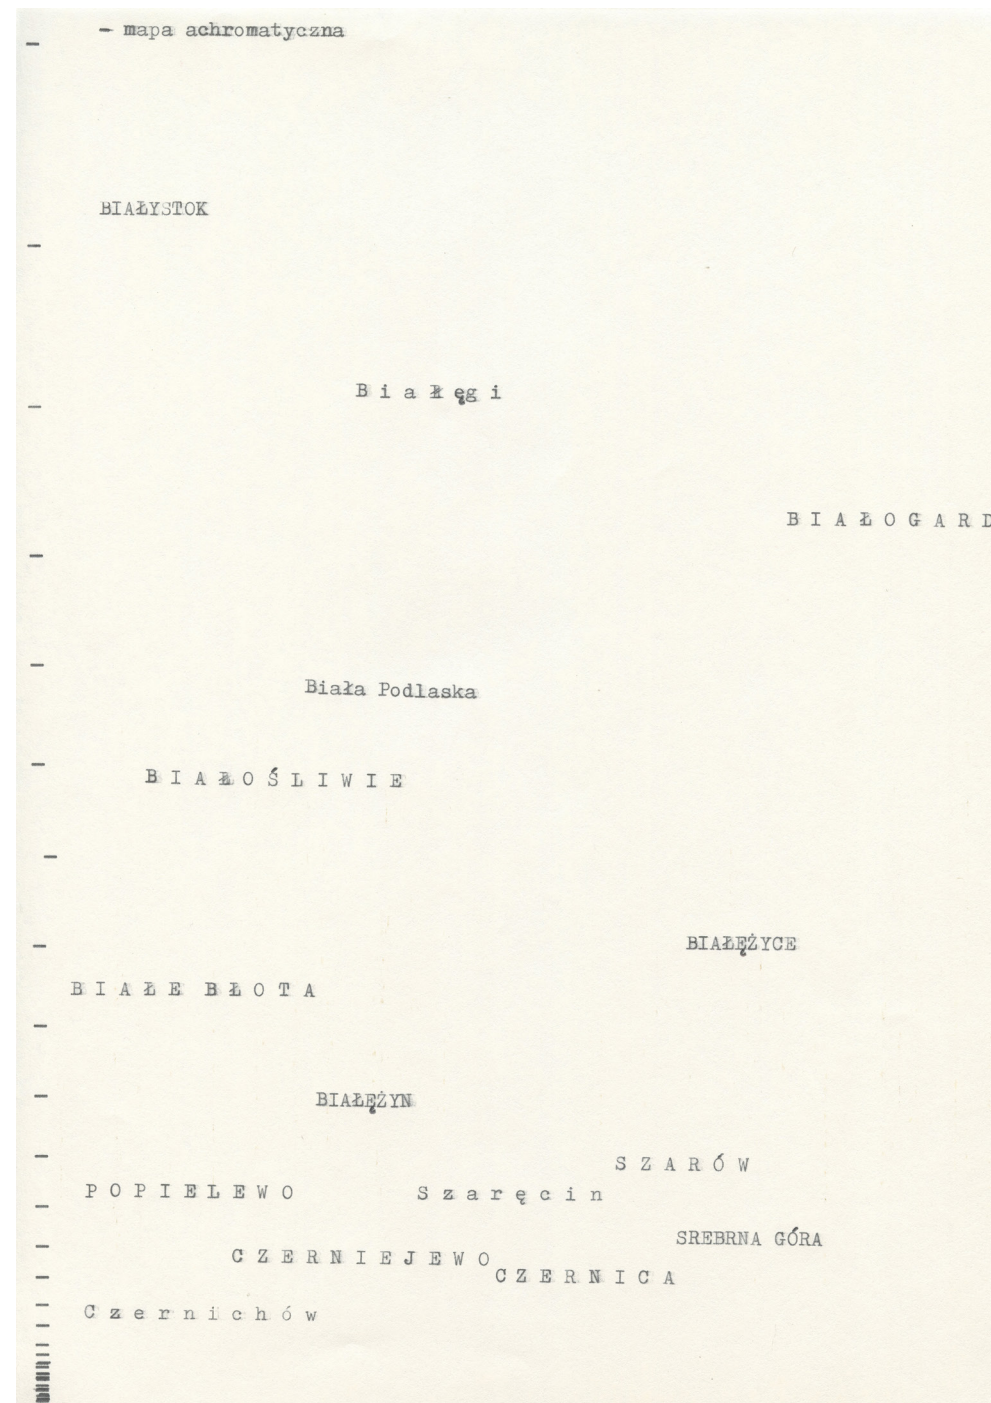 – mapa achromatyczna
BIAŁYSTOK
B i a ł ę g i
B I A Ł O G A R D
Biała Podlaska
B I A Ł O Ś L I W I E
BIAŁĘŻYCE
B I A Ł E B Ł O T A
BIAŁĘŻYN
S Z A R Ó W
P O P I E L E W O
S z a r ę c i n
SREBRNA GÓRA
C Z E R N I E J E W O
C Z E R N I C A
C z e r n i c h ó w